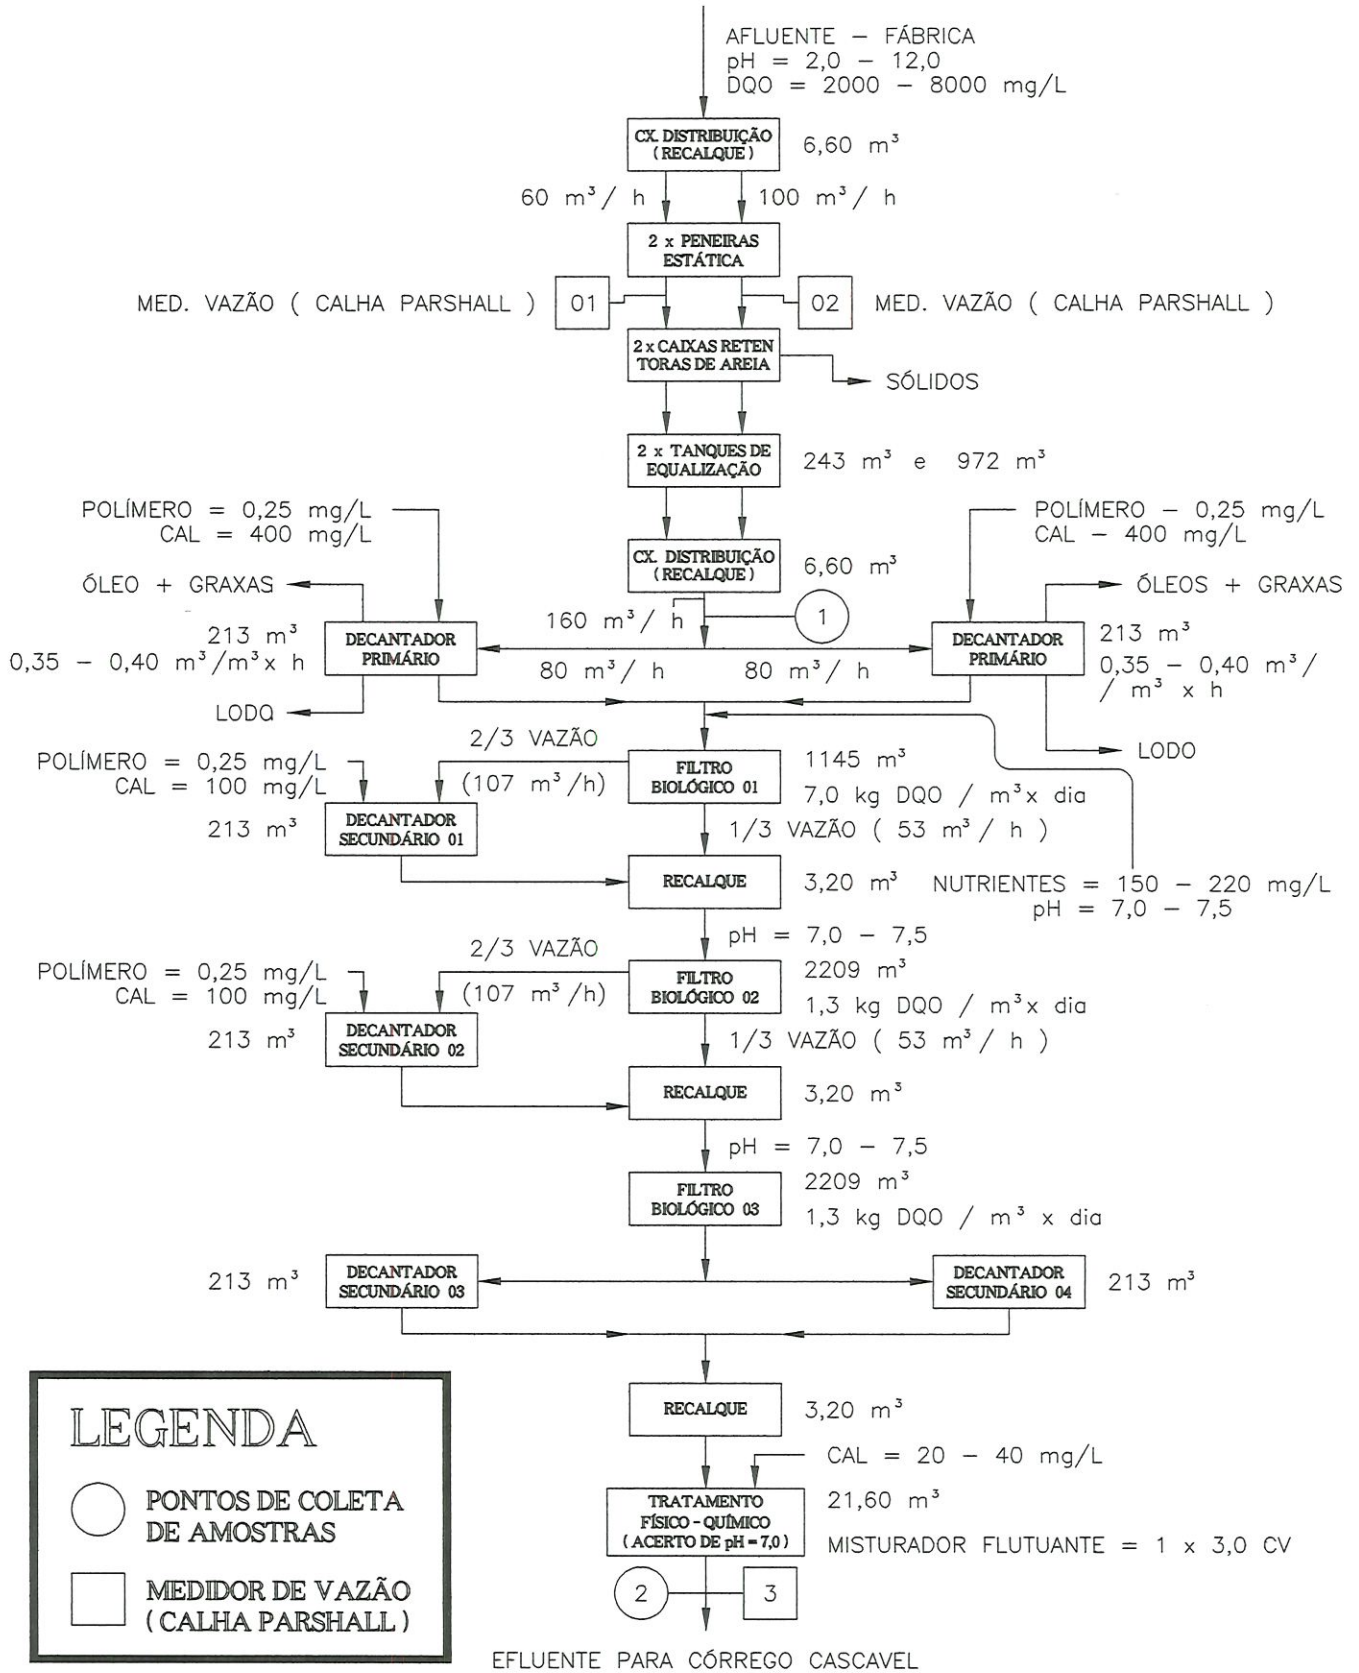 AFLUENTE – FÁBRICA
pH = 2,0 – 12,0
DQO = 2000 – 8000 mg/L
CX. DISTRIBUIÇÃO
( RECALQUE )
6,60 m³
60 m³/ h
100 m³/ h
2 x PENEIRAS
ESTÁTICA
MED. VAZÃO ( CALHA PARSHALL )
01
02
MED. VAZÃO ( CALHA PARSHALL )
2 x CAIXAS RETEN
TORAS DE AREIA
SÓLIDOS
2 x TANQUES DE
EQUALIZAÇÃO
243 m³ e 972 m³
POLÍMERO = 0,25 mg/L
CAL = 400 mg/L
POLÍMERO – 0,25 mg/L
CAL – 400 mg/L
CX. DISTRIBUIÇÃO
( RECALQUE )
6,60 m³
ÓLEO + GRAXAS
ÓLEOS + GRAXAS
1
160 m³/ h
213 m³
0,35 – 0,40 m³/m³x h
DECANTADOR
PRIMÁRIO
80 m³/ h
80 m³/ h
DECANTADOR
PRIMÁRIO
213 m³
0,35 – 0,40 m³/
/ m³ x h
LODO
LODO
2/3 VAZÃO
(107 m³/h)
POLÍMERO = 0,25 mg/L
CAL = 100 mg/L
FILTRO
BIOLÓGICO 01
1145 m³
7,0 kg DQO / m³x dia
213 m³
DECANTADOR
SECUNDÁRIO 01
1/3 VAZÃO ( 53 m³/ h )
RECALQUE
3,20 m³
NUTRIENTES = 150 – 220 mg/L
pH = 7,0 – 7,5
pH = 7,0 – 7,5
2/3 VAZÃO
(107 m³/h)
POLÍMERO = 0,25 mg/L
CAL = 100 mg/L
FILTRO
BIOLÓGICO 02
2209 m³
1,3 kg DQO / m³x dia
213 m³
DECANTADOR
SECUNDÁRIO 02
1/3 VAZÃO ( 53 m³/ h )
RECALQUE
3,20 m³
pH = 7,0 – 7,5
FILTRO
BIOLÓGICO 03
2209 m³
1,3 kg DQO / m³ x dia
213 m³
DECANTADOR
SECUNDÁRIO 03
DECANTADOR
SECUNDÁRIO 04
213 m³
RECALQUE
3,20 m³
CAL = 20 – 40 mg/L
TRATAMENTO
FÍSICO - QUÍMICO
( ACERTO DE pH = 7,0 )
21,60 m³
MISTURADOR FLUTUANTE = 1 x 3,0 CV
2
3
EFLUENTE PARA CÓRREGO CASCAVEL
LEGENDA
PONTOS DE COLETA
DE AMOSTRAS
MEDIDOR DE VAZÃO
( CALHA PARSHALL )